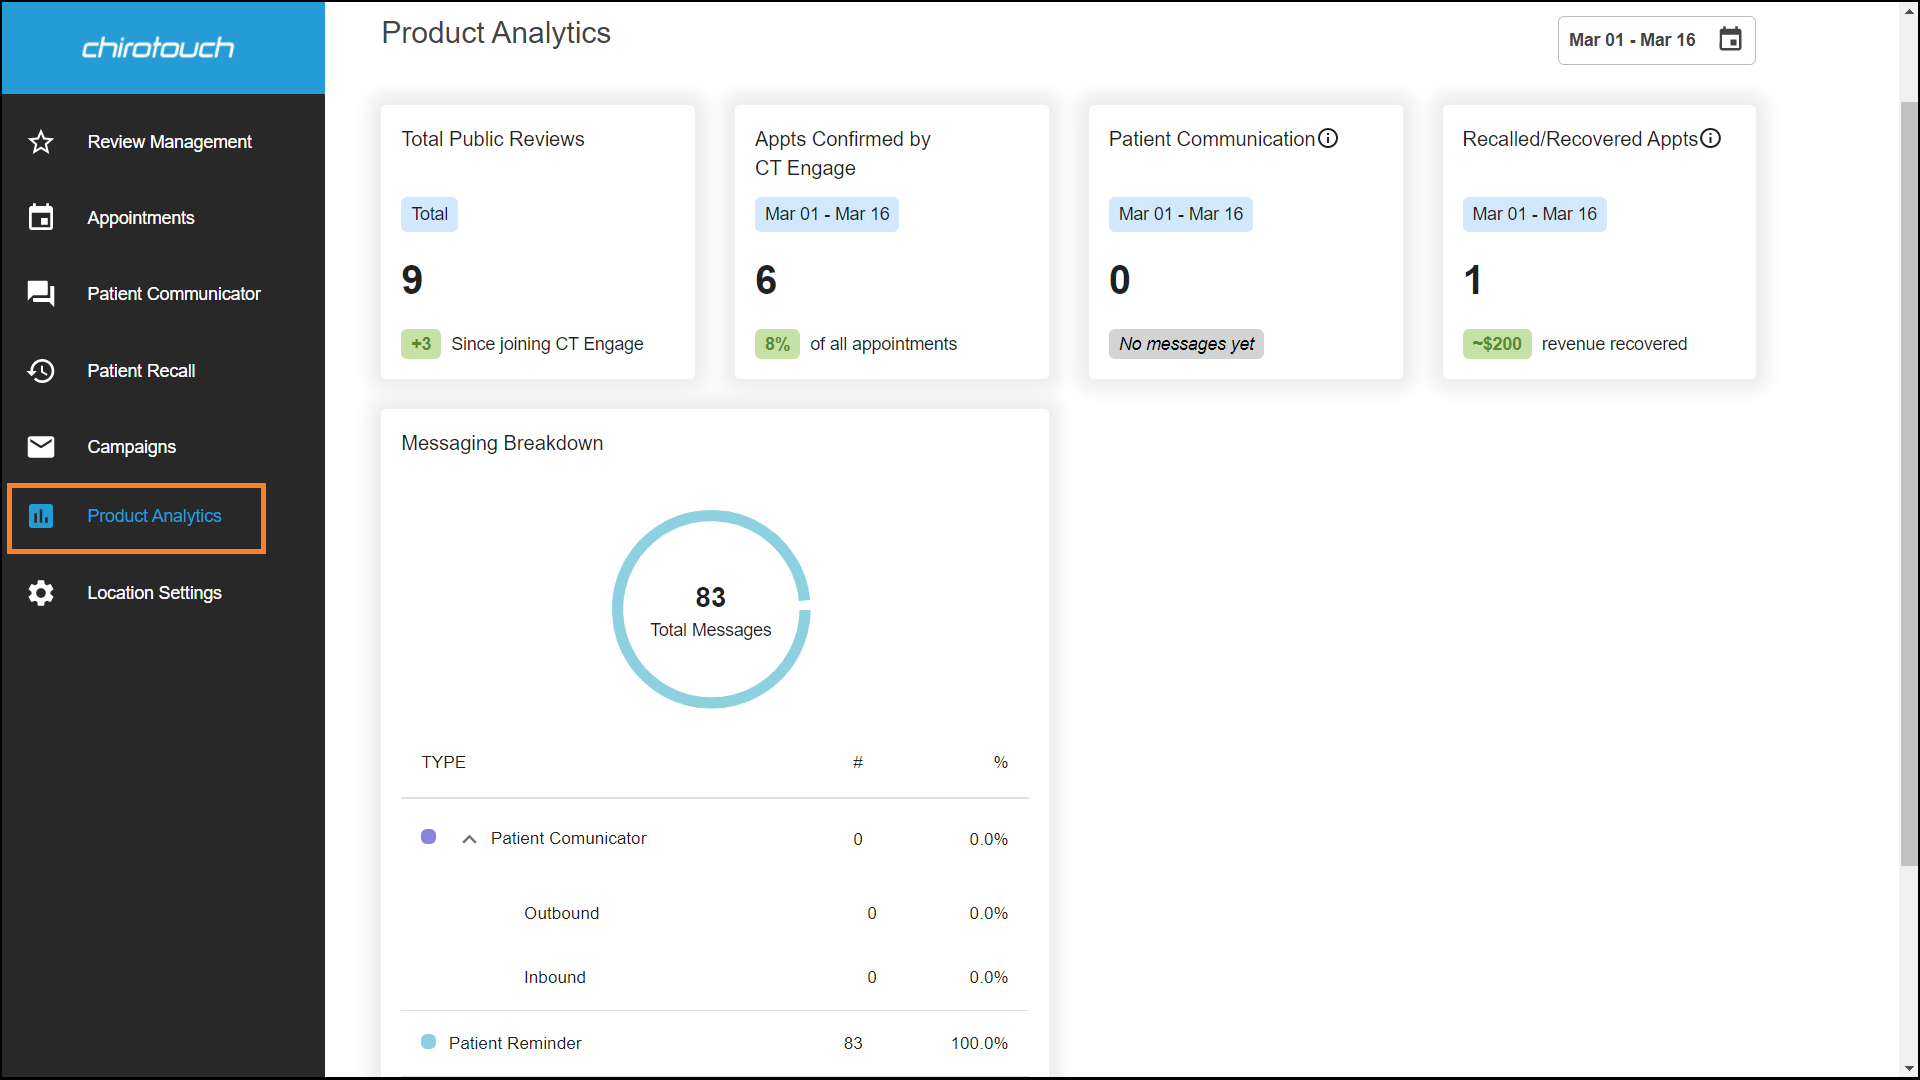 chirotouch
Review Management
Appointments
Patient Communicator
Patient Recall
Campaigns
Product Analytics
Location Settings
Product Analytics
Mar 01 - Mar 16
Total Public Reviews
Total
9
+3 Since joining CT Engage
Appts Confirmed by
CT Engage
Mar 01 - Mar 16
6
8% of all appointments
Patient Communication
Mar 01 - Mar 16
0
No messages yet
Recalled/Recovered Appts
Mar 01 - Mar 16
1
~$200 revenue recovered
Messaging Breakdown
83
Total Messages
TYPE # %
Patient Comunicator 0 0.0%
Outbound 0 0.0%
Inbound 0 0.0%
Patient Reminder 83 100.0%